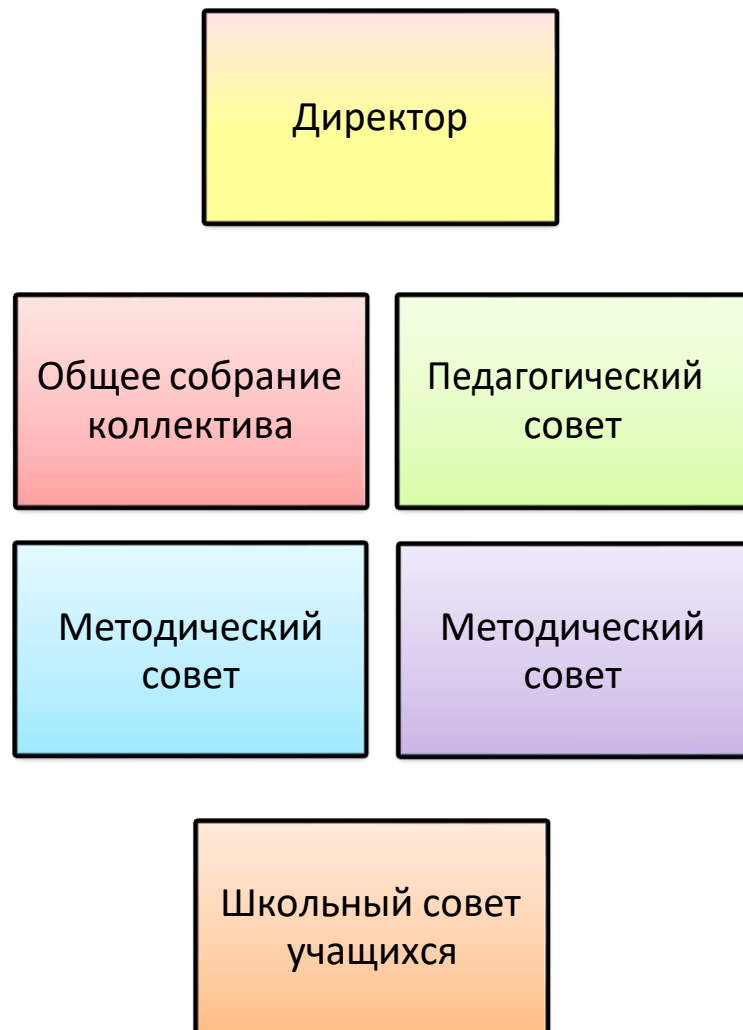 Директор
Общее собрание
коллектива
Педагогический
совет
Методический
совет
Методический
совет
Школьный совет
учащихся